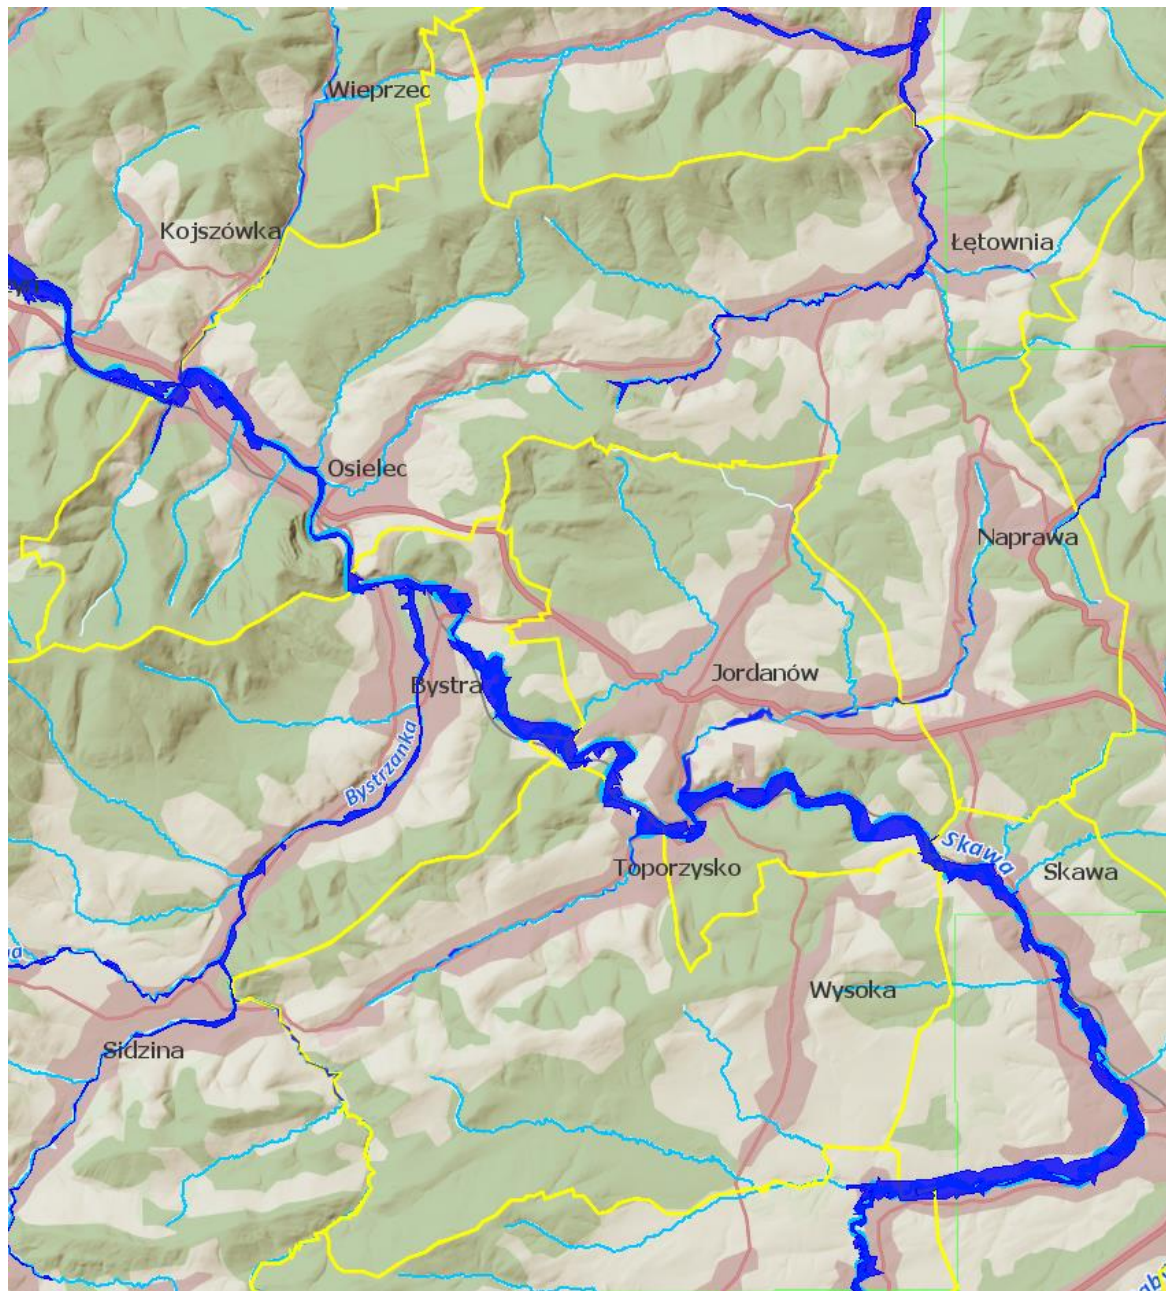 Wieprzec
Kojszówka
Łętownia
Osielec
Naprawa
Jordanów
Bystra
Bystrzanka
Skawa
Toporzysko
Skawa
Wysoka
Sidzina